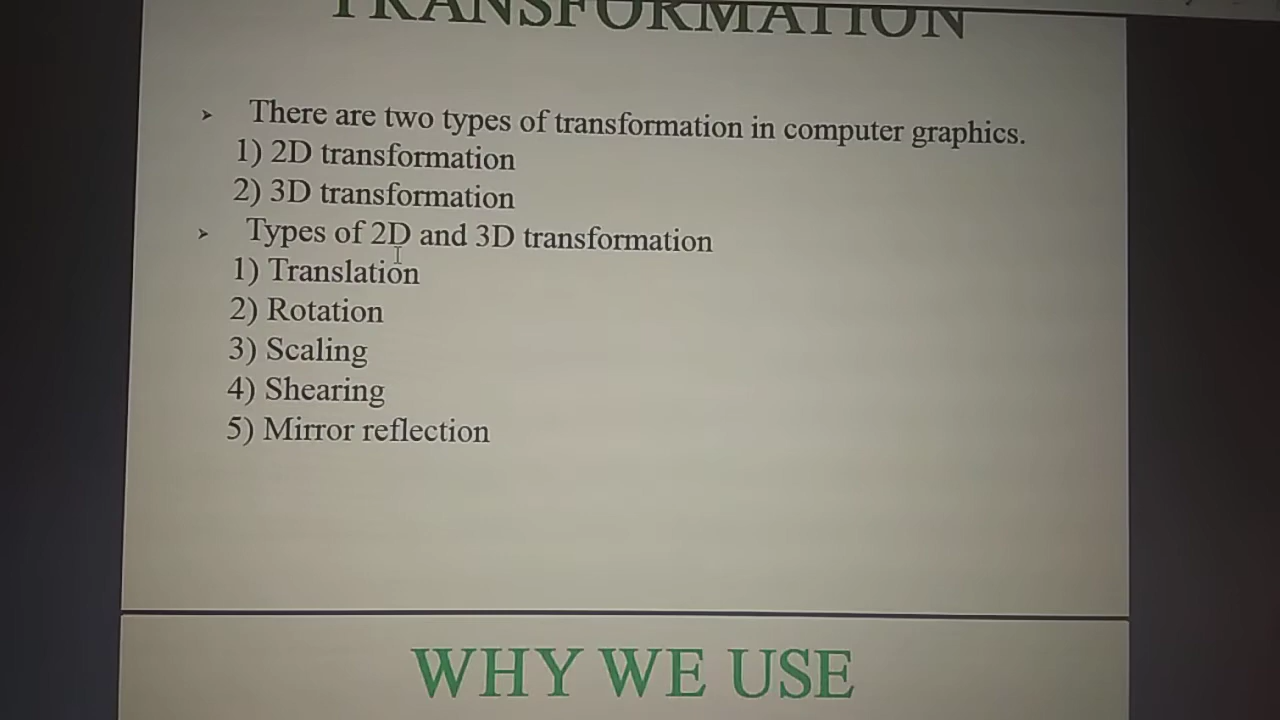 TRANSFORMATION
➢ There are two types of transformation in computer graphics.
1) 2D transformation
2) 3D transformation
➢ Types of 2D and 3D transformation
1) Translation
2) Rotation
3) Scaling
4) Shearing
5) Mirror reflection
WHY WE USE